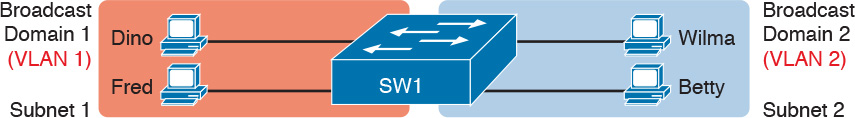 Broadcast
Domain 1
(VLAN 1)
Subnet 1
Dino
Fred
SW1
Wilma
Betty
Broadcast
Domain 2
(VLAN 2)
Subnet 2